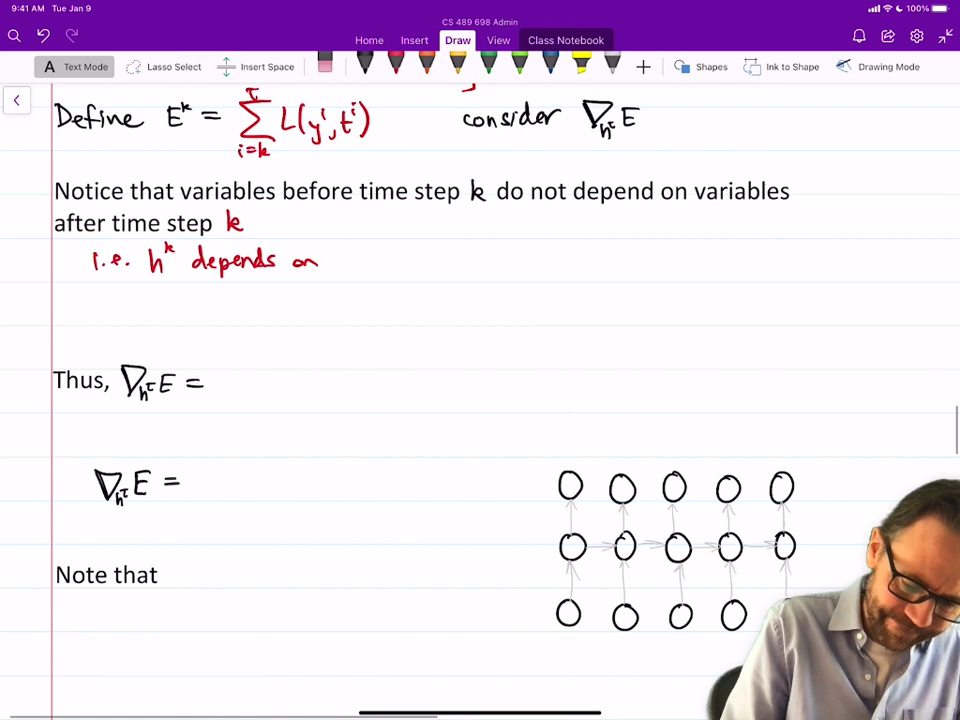 9:41 AM Tue Jan 9
100%
CS 489 698 Admin
Home Insert Draw View Class Notebook
Text Mode Lasso Select Insert Space Shapes Ink to Shape Drawing Mode
Define E^k = τ∑i=k L(y^i, t^i) consider ∇_{h^τ} E
Notice that variables before time step k do not depend on variables
after time step k
i.e. h^k depends on
Thus, ∇_{h^τ} E =
∇_{h^τ} E =
Note that